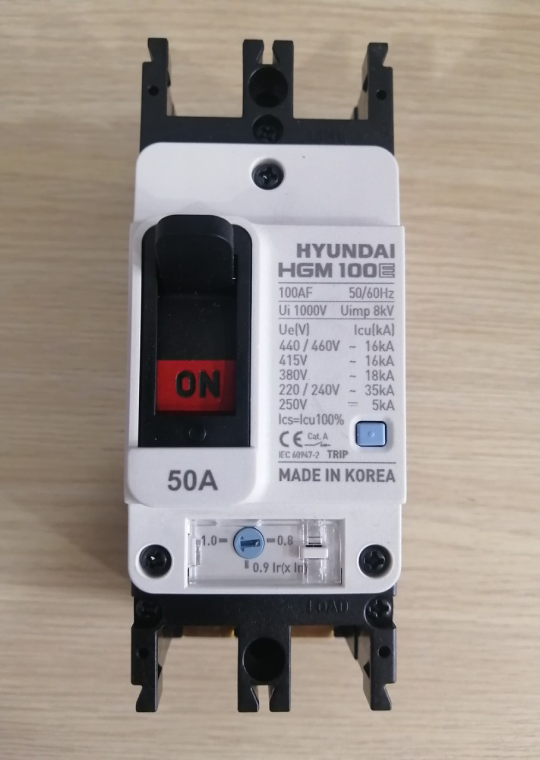 HYUNDAI
HGM 100E
100AF 50/60Hz
Ui 1000V Uimp 8kV
Ue(V) Icu(kA)
440 / 460V ~ 16kA
415V ~ 16kA
380V ~ 18kA
220 / 240V ~ 35kA
250V ⎓ 5kA
Ics=Icu100%
CE Cat. A
IEC 60947-2 TRIP
MADE IN KOREA
ON
50A
1.0 0.8
0.9 Ir(x In)
LOAD